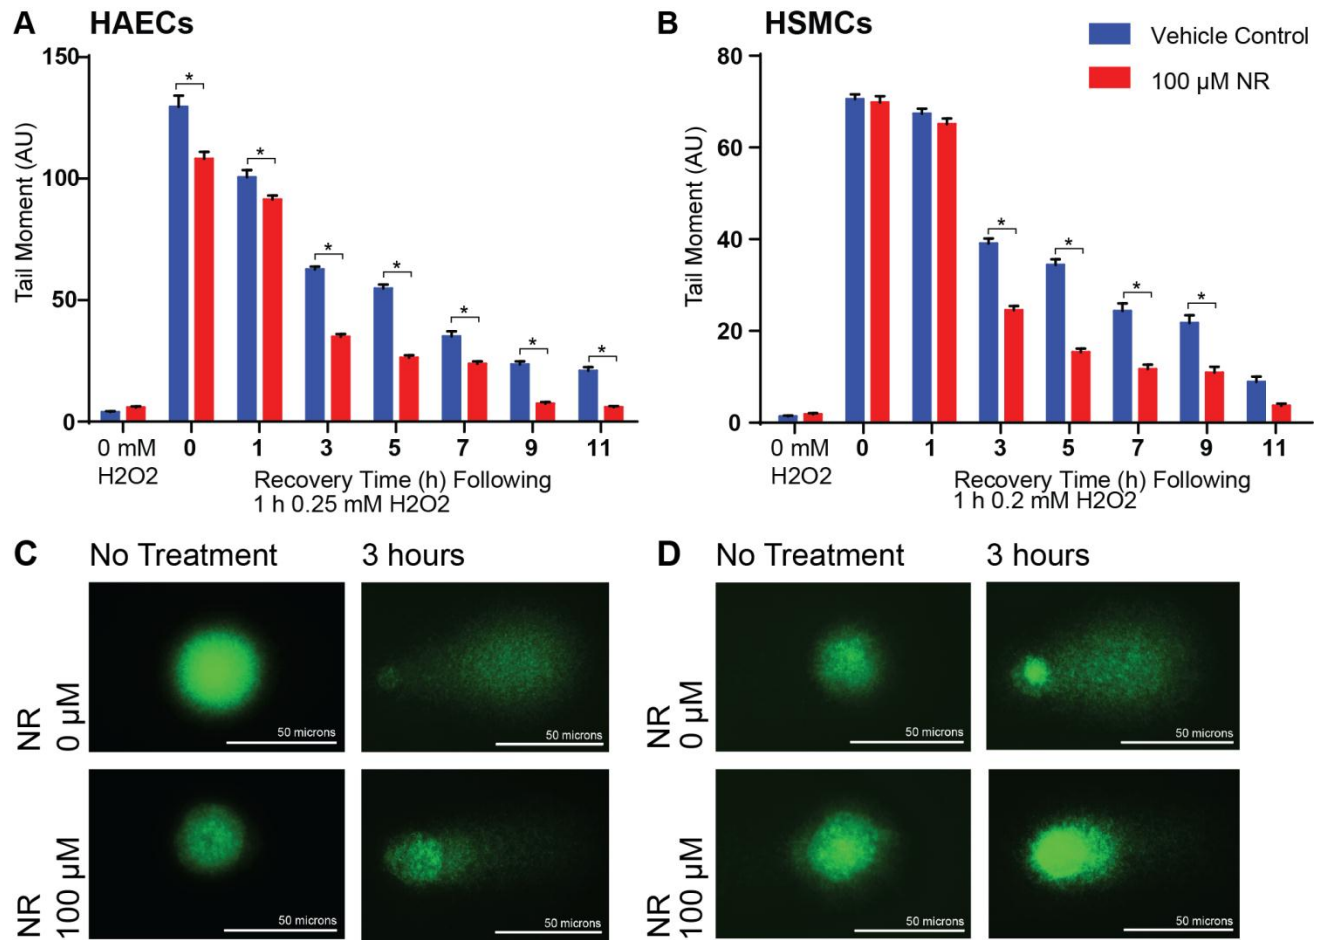 A HAECs
150
100
50
0
Tail Moment (AU)
* * * * * * *
0 mM
H2O2
0 1 3 5 7 9 11
Recovery Time (h) Following
1 h 0.25 mM H2O2
B HSMCs
Vehicle Control
100 µM NR
80
60
40
20
0
Tail Moment (AU)
* * * *
0 mM
H2O2
0 1 3 5 7 9 11
Recovery Time (h) Following
1 h 0.2 mM H2O2
C No Treatment 3 hours
NR
0 µM
50 microns
50 microns
NR
100 µM
50 microns
50 microns
D No Treatment 3 hours
NR
0 µM
50 microns
50 microns
NR
100 µM
50 microns
50 microns